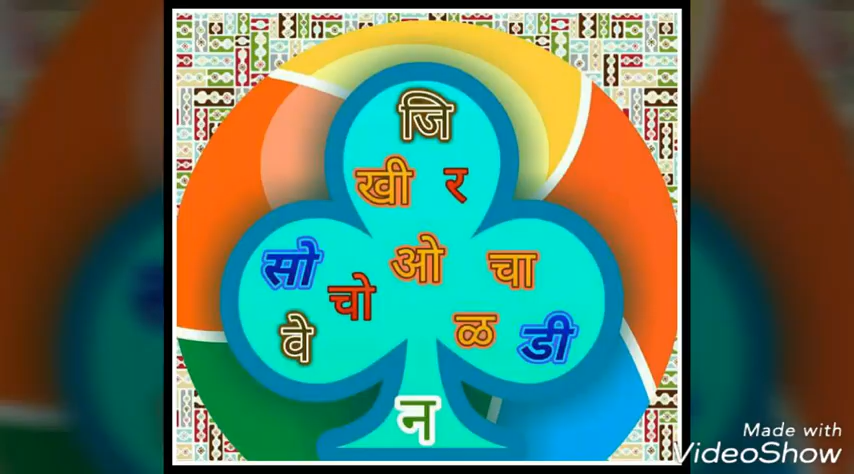 जि
खी र
सो ओ चा
चो
वे ळ डी
न
Made with
VideoShow